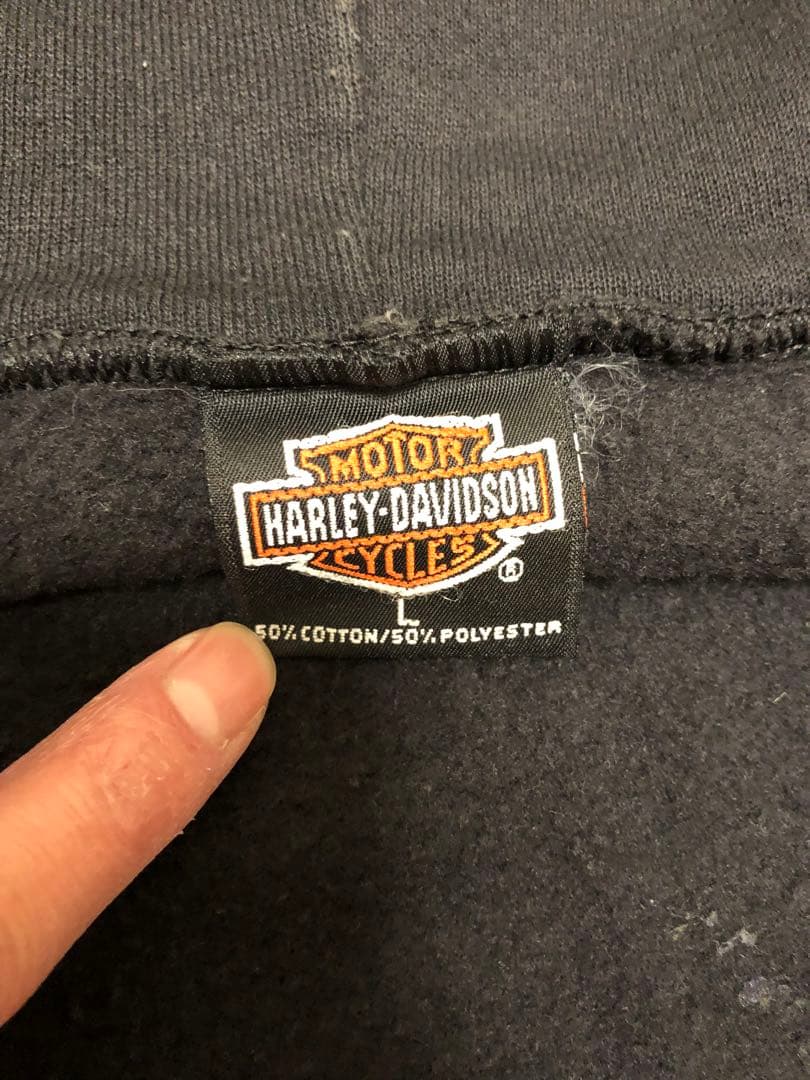 MOTOR
HARLEY-DAVIDSON
CYCLES
®
L
50% COTTON/50% POLYESTER